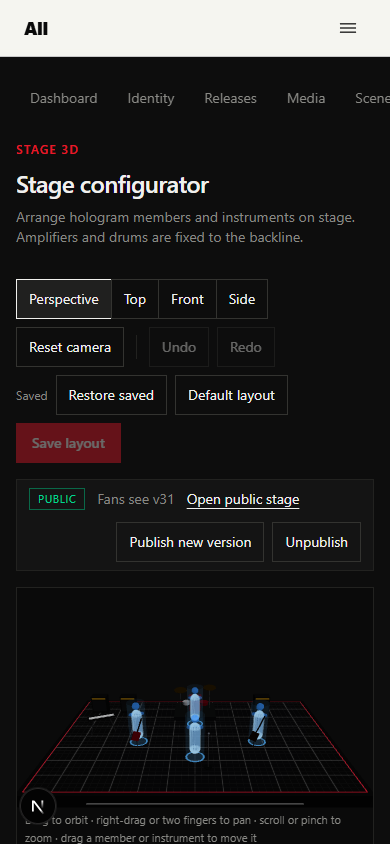 All
Dashboard Identity Releases Media Scene
STAGE 3D
Stage configurator
Arrange hologram members and instruments on stage.
Amplifiers and drums are fixed to the backline.
Perspective Top Front Side
Reset camera Undo Redo
Saved Restore saved Default layout
Save layout
PUBLIC Fans see v31 Open public stage
Publish new version Unpublish
N
to orbit · right-drag or two fingers to pan · scroll or pinch to
zoom · drag a member or instrument to move it